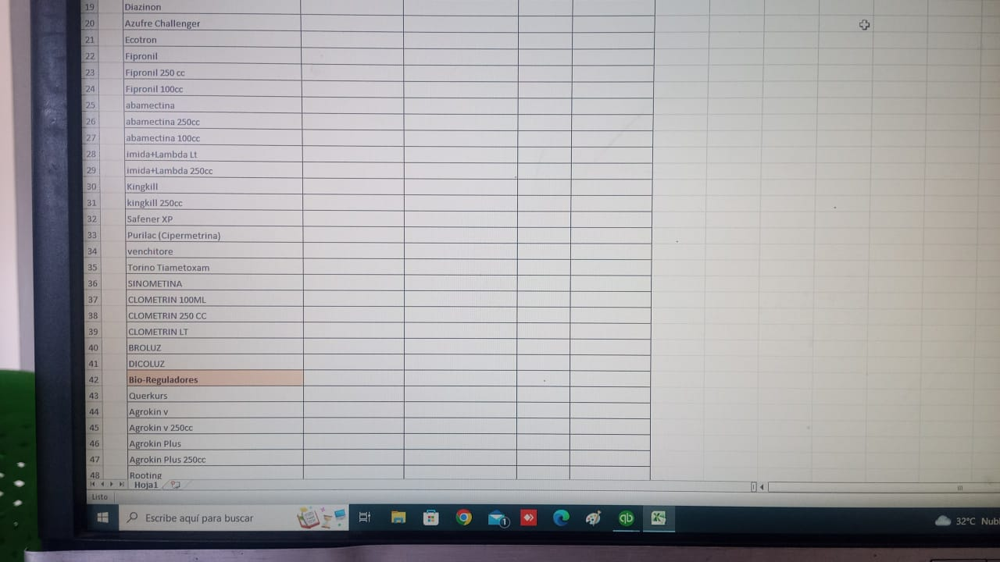 19 Diazinon
20 Azufre Challenger
21 Ecotron
22 Fipronil
23 Fipronil 250 cc
24 Fipronil 100cc
25 abamectina
26 abamectina 250cc
27 abamectina 100cc
28 imida+Lambda Lt
29 imida+Lambda 250cc
30 Kingkill
31 kingkill 250cc
32 Safener XP
33 Purilac (Cipermetrina)
34 venchitore
35 Torino Tiametoxam
36 SINOMETINA
37 CLOMETRIN 100ML
38 CLOMETRIN 250 CC
39 CLOMETRIN LT
40 BROLUZ
41 DICOLUZ
42 Bio-Reguladores
43 Querkurs
44 Agrokin v
45 Agrokin v 250cc
46 Agrokin Plus
47 Agrokin Plus 250cc
48 Rooting
Hoja1
Listo
Escribe aquí para buscar
1
qb
32°C Nubl